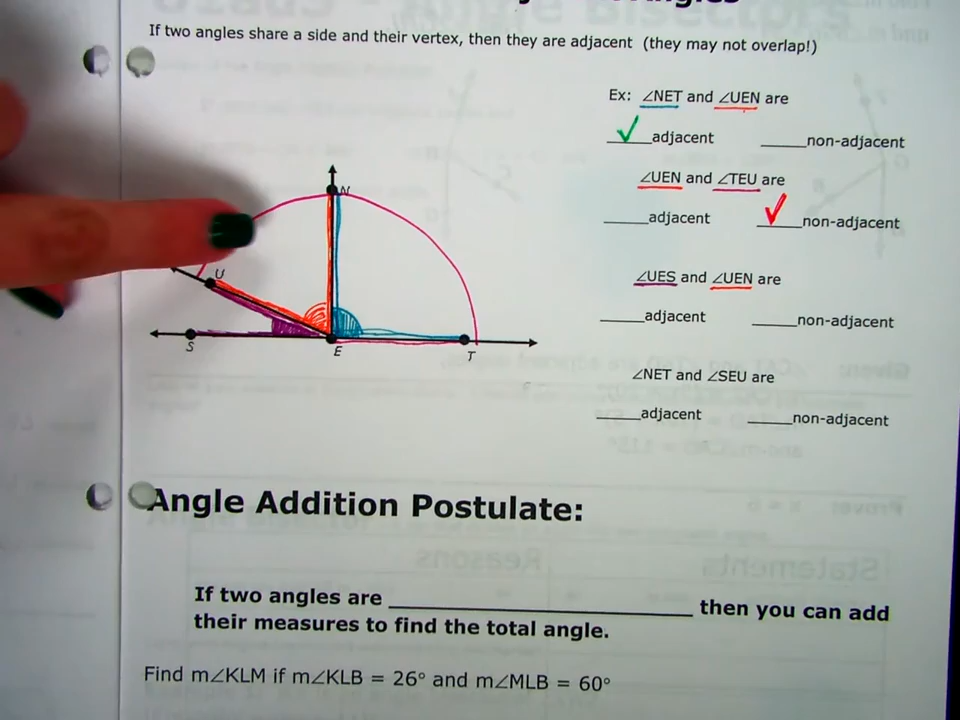 If two angles share a side and their vertex, then they are adjacent (they may not overlap!)
Ex: ∠NET and ∠UEN are
✓ adjacent _____non-adjacent
∠UEN and ∠TEU are
_____adjacent ✓ non-adjacent
∠UES and ∠UEN are
_____adjacent _____non-adjacent
∠NET and ∠SEU are
_____adjacent _____non-adjacent
N
U
S
E
T
Angle Addition Postulate:
If two angles are ______________________ then you can add
their measures to find the total angle.
Find m∠KLM if m∠KLB = 26° and m∠MLB = 60°